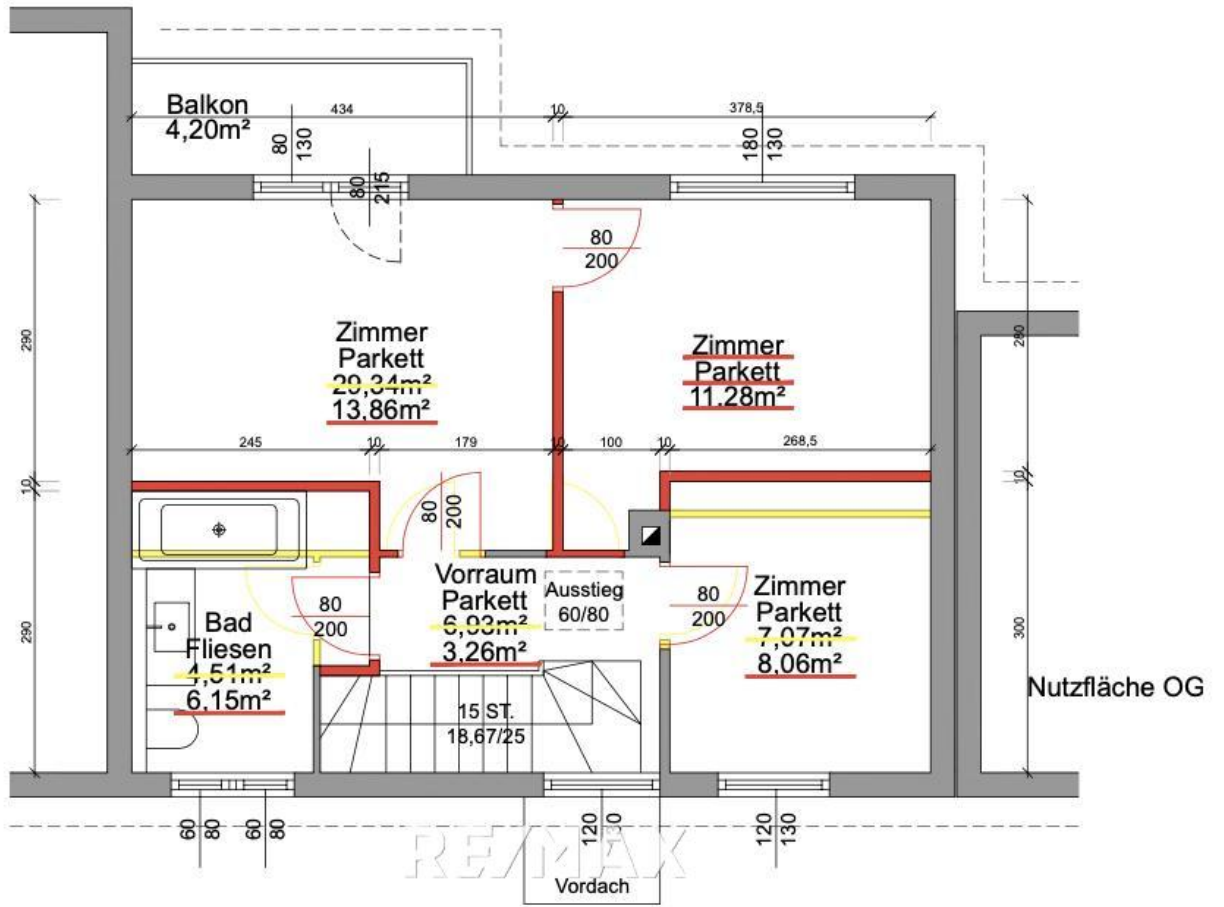 Balkon
4,20m²
434
10
378,5
80
130
80
215
180
130
80
200
290
280
Zimmer
Parkett
29,34m²
13,86m²
Zimmer
Parkett
11.28m²
245
10
179
10
100
10
268,5
10
10
80
200
Vorraum
Parkett
6,93m²
3,26m²
Ausstieg
60/80
80
200
Zimmer
Parkett
7,07m²
8,06m²
80
200
Bad
Fliesen
4,51m²
6,15m²
290
300
Nutzfläche OG
15 ST.
18,67/25
60
80
60
80
120
120
130
RE/MAX
Vordach